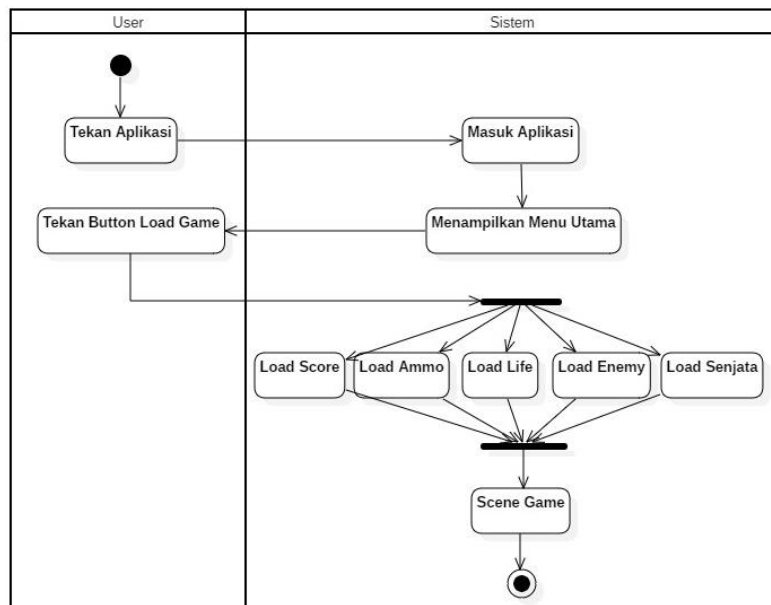 User
Sistem
Tekan Aplikasi
Masuk Aplikasi
Tekan Button Load Game
Menampilkan Menu Utama
Load Score
Load Ammo
Load Life
Load Enemy
Load Senjata
Scene Game